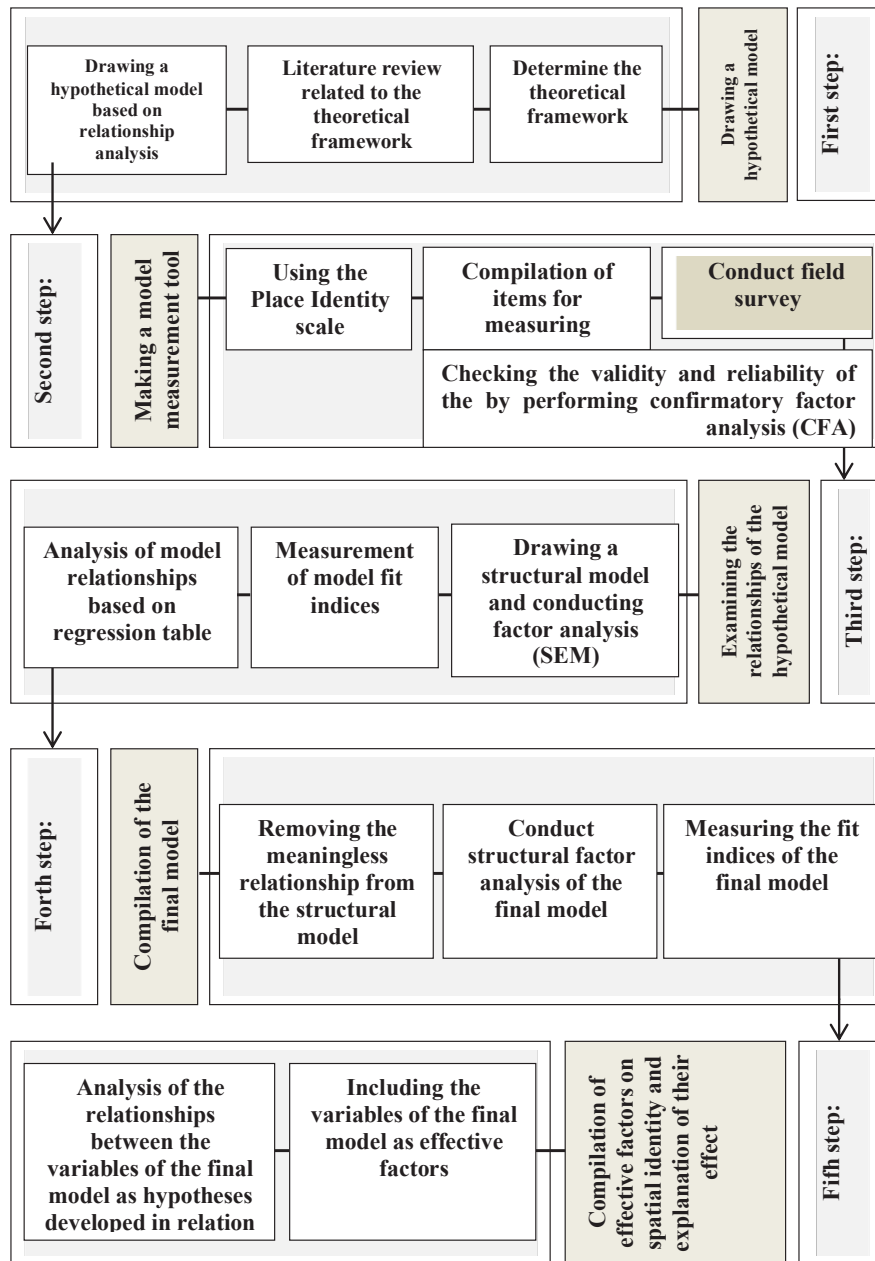 First step:
Drawing a
hypothetical model
Determine the
theoretical
framework
Literature review
related to the
theoretical
framework
Drawing a
hypothetical model
based on
relationship
analysis
Second step:
Making a model
measurement tool
Using the
Place Identity
scale
Compilation of
items for
measuring
Conduct field
survey
Checking the validity and reliability of
the by performing confirmatory factor
analysis (CFA)
Third step:
Examining the
relationships of the
hypothetical model
Drawing a
structural model
and conducting
factor analysis
(SEM)
Measurement
of model fit
indices
Analysis of model
relationships
based on
regression table
Forth step:
Compilation of the
final model
Removing the
meaningless
relationship from
the structural
model
Conduct
structural factor
analysis of the
final model
Measuring the fit
indices of the
final model
Fifh step:
Compilation of
effective factors on
spatial identity and
explanation of their
effect
Including the
variables of the final
model as effective
factors
Analysis of the
relationships
between the
variables of the final
model as hypotheses
developed in relation